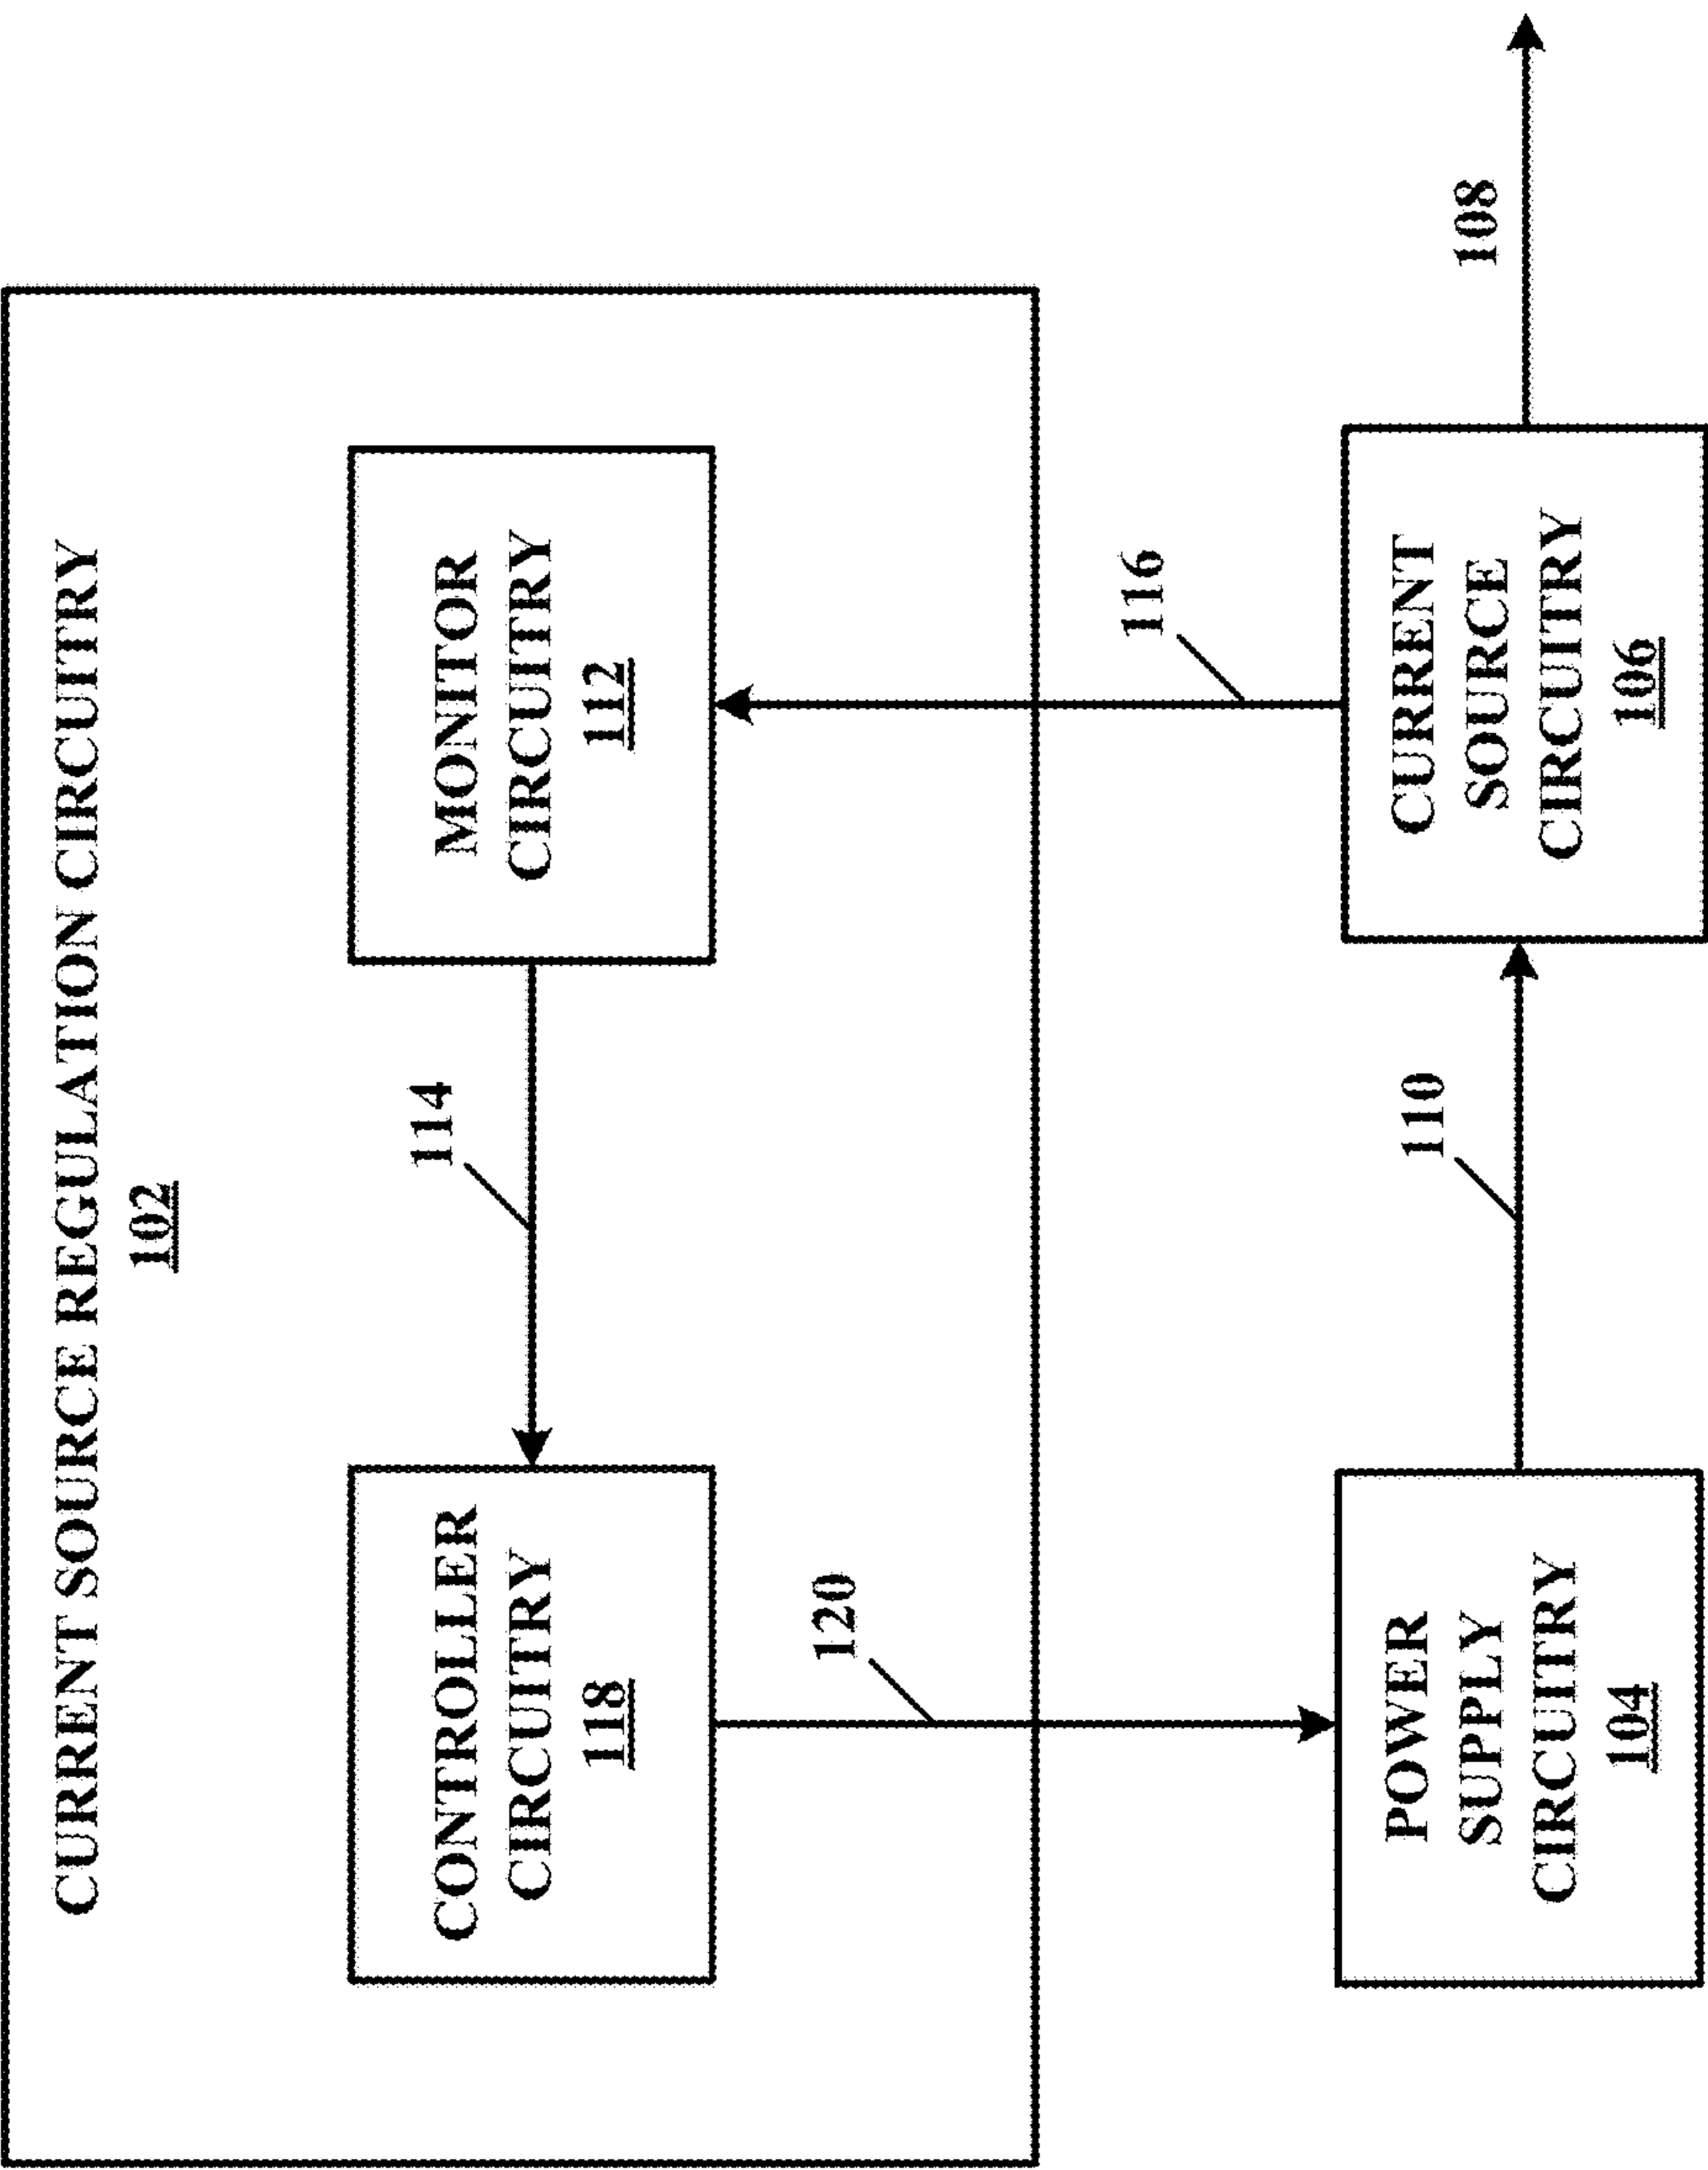 CURRENT SOURCE REGULATION CIRCUITRY
102
CONTROLLER
CIRCUITRY
118
114
MONITOR
CIRCUITRY
112
120
116
POWER
SUPPLY
CIRCUITRY
104
110
CURRENT
SOURCE
CIRCUITRY
106
108